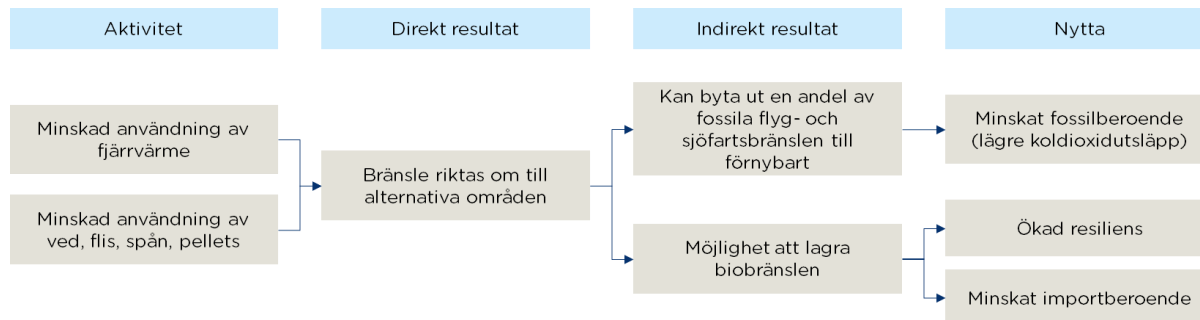 Aktivitet
Direkt resultat
Indirekt resultat
Nytta
Minskad användning av
fjärrvärme
Minskad användning av
ved, flis, spån, pellets
Bränsle riktas om till
alternativa områden
Kan byta ut en andel av
fossila flyg- och
sjöfartsbränslen till
förnybart
Möjlighet att lagra
biobränslen
Minskat fossilberoende
(lägre koldioxidutsläpp)
Ökad resiliens
Minskat importberoende